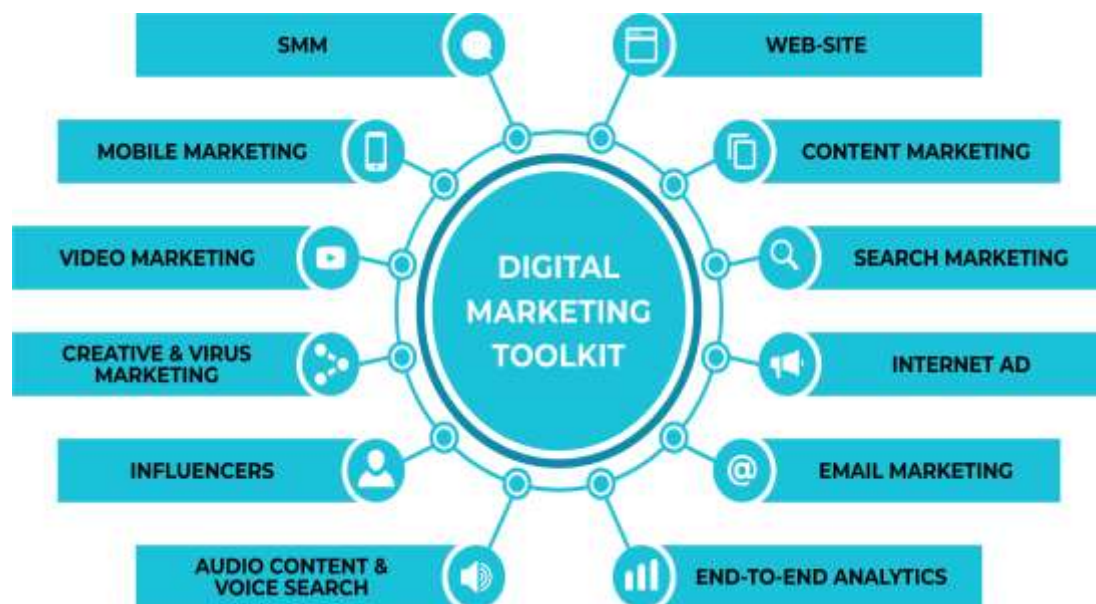 SMM
WEB-SITE
MOBILE MARKETING
CONTENT MARKETING
VIDEO MARKETING
SEARCH MARKETING
DIGITAL
MARKETING
TOOLKIT
CREATIVE & VIRUS
MARKETING
INTERNET AD
INFLUENCERS
@
EMAIL MARKETING
AUDIO CONTENT &
VOICE SEARCH
END-TO-END ANALYTICS